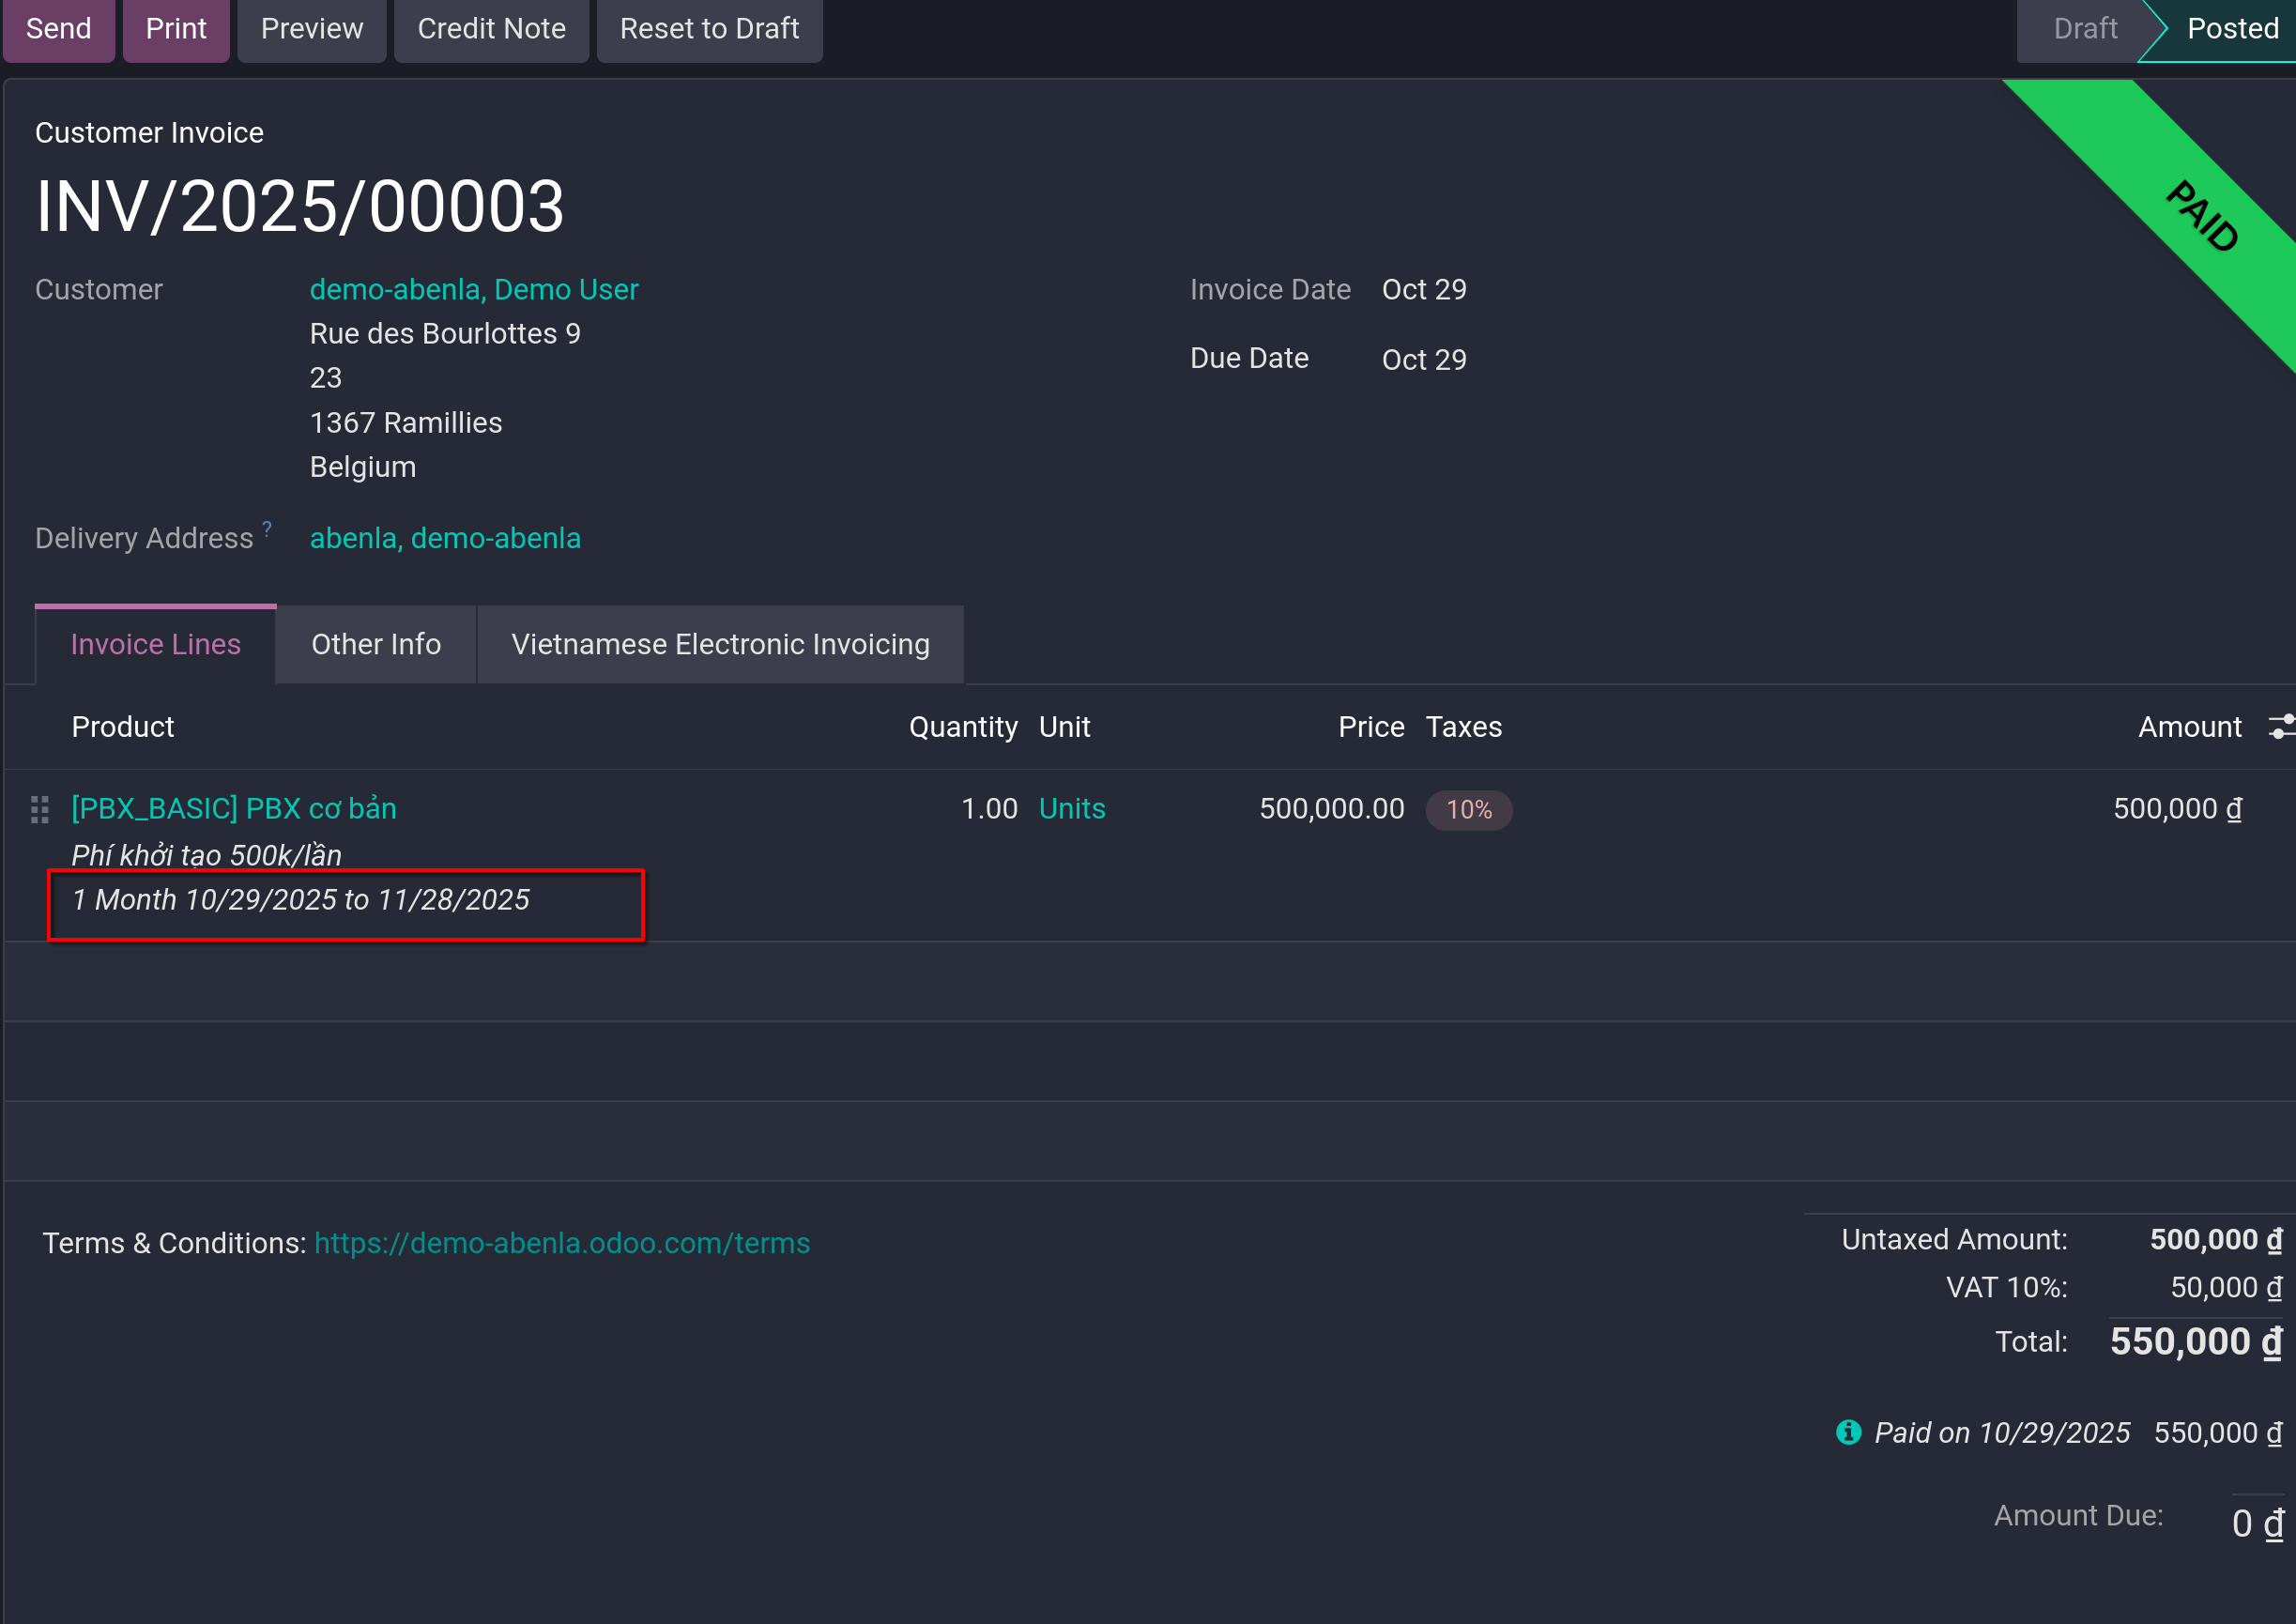 Send Print Preview Credit Note Reset to Draft Draft Posted
PAID
Customer Invoice
INV/2025/00003
Customer demo-abenla, Demo User Invoice Date Oct 29
Rue des Bourlottes 9
Due Date Oct 29
23
1367 Ramillies
Belgium
Delivery Address ? abenla, demo-abenla
Invoice Lines Other Info Vietnamese Electronic Invoicing
Product Quantity Unit Price Taxes Amount
[PBX_BASIC] PBX cơ bản 1.00 Units 500,000.00 10% 500,000 ₫
Phí khởi tạo 500k/lần
1 Month 10/29/2025 to 11/28/2025
Terms & Conditions: https://demo-abenla.odoo.com/terms Untaxed Amount: 500,000 ₫
VAT 10%: 50,000 ₫
Total: 550,000 ₫
Paid on 10/29/2025 550,000 ₫
Amount Due: 0 ₫